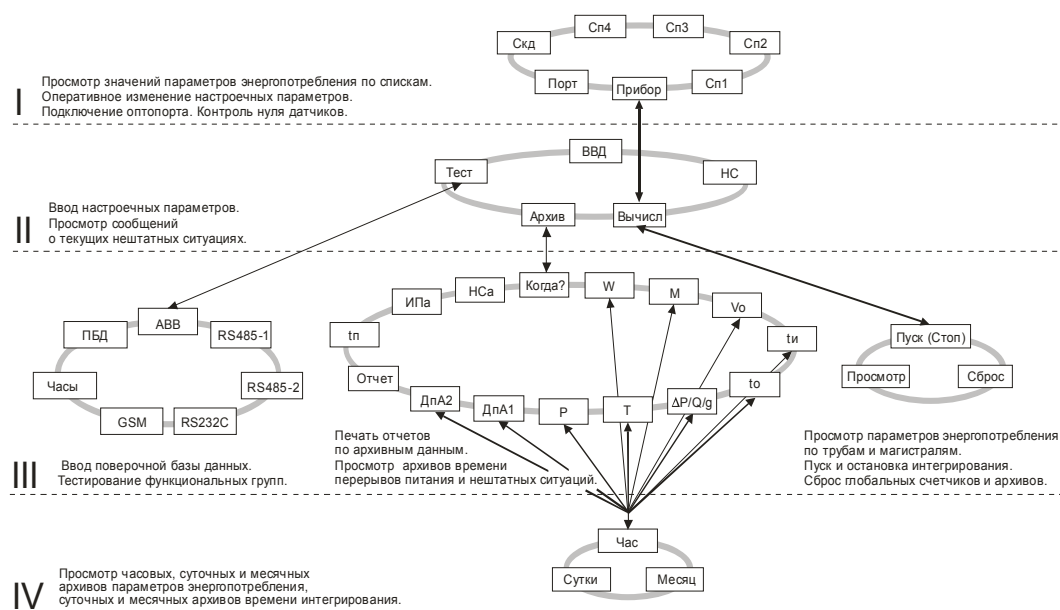 Сп4
Сп3
Скд
Сп2
Порт
Прибор
Сп1
I
Просмотр значений параметров энергопотребления по спискам.
Оперативное изменение настроечных параметров.
Подключение оптопорта. Контроль нуля датчиков.
ВВД
Тест
НС
Архив
Вычисл
II
Ввод настроечных параметров.
Просмотр сообщений
о текущих нештатных ситуациях.
Когда?
W
M
НСа
ИПа
Vo
tп
tи
Отчет
to
ДпА2
ДпА1
P
T
ΔP/Q/g
АВВ
ПБД
RS485-1
Часы
RS485-2
GSM
RS232C
Пуск (Стоп)
Просмотр
Сброс
III
Ввод поверочной базы данных.
Тестирование функциональных групп.
Печать отчетов
по архивным данным.
Просмотр архивов времени
перерывов питания и нештатных ситуаций.
Просмотр параметров энергопотребления
по трубам и магистралям.
Пуск и остановка интегрирования.
Сброс глобальных счетчиков и архивов.
Час
Сутки
Месяц
IV
Просмотр часовых, суточных и месячных
архивов параметров энергопотребления,
суточных и месячных архивов времени интегрирования.